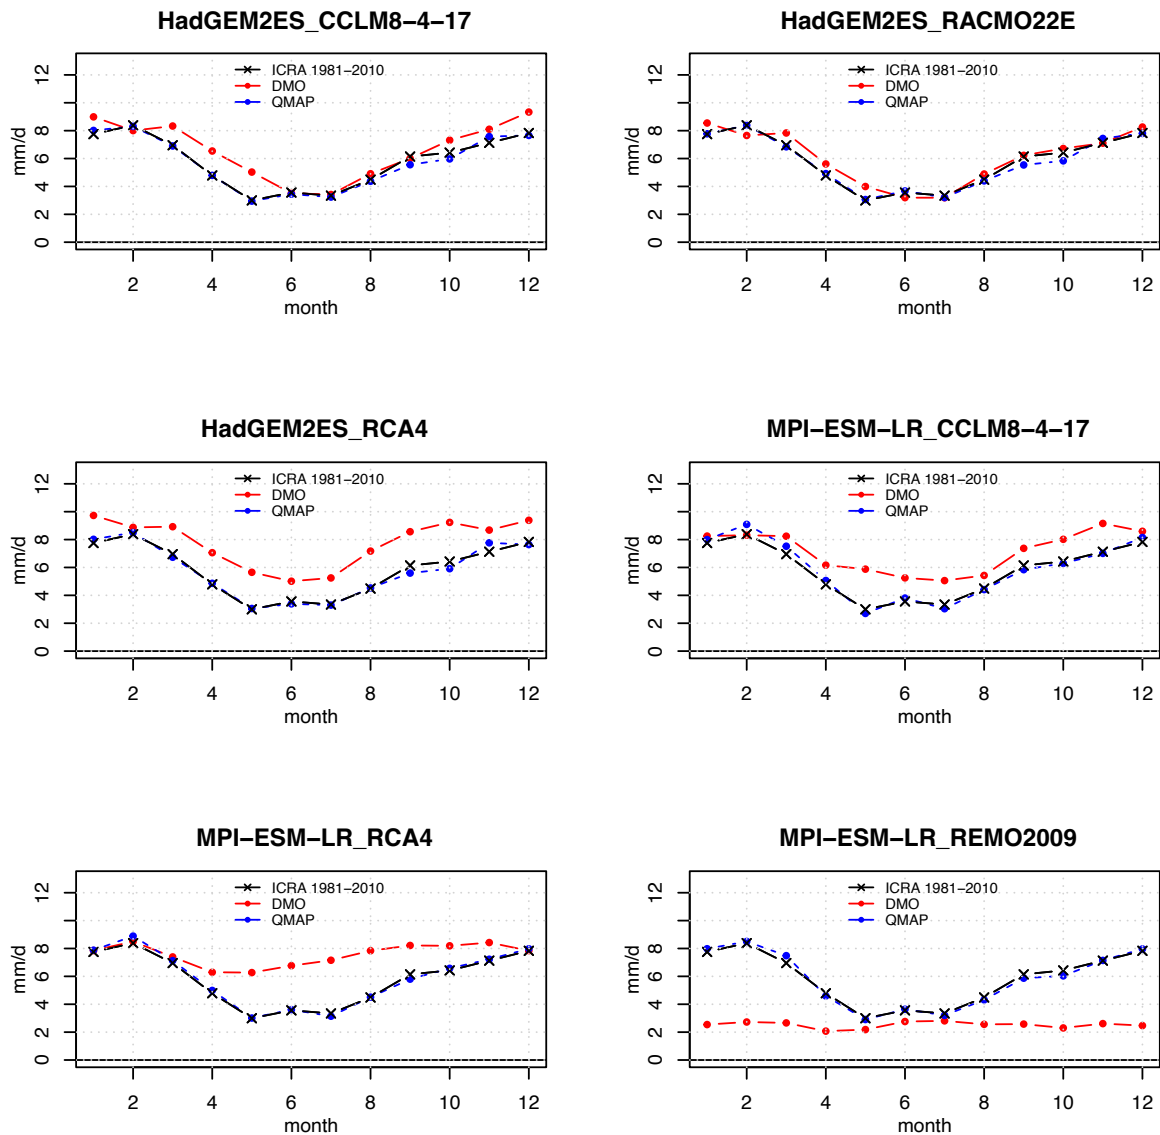 HadGEM2ES_CCLM8−4−17
ICRA 1981−2010
DMO
QMAP
mm/d
0 2 4 6 8 12
2 4 6 8 10 12
month
HadGEM2ES_RACMO22E
ICRA 1981−2010
DMO
QMAP
mm/d
0 2 4 6 8 12
2 4 6 8 10 12
month
HadGEM2ES_RCA4
ICRA 1981−2010
DMO
QMAP
mm/d
0 2 4 6 8 12
2 4 6 8 10 12
month
MPI−ESM−LR_CCLM8−4−17
ICRA 1981−2010
DMO
QMAP
mm/d
0 2 4 6 8 12
2 4 6 8 10 12
month
MPI−ESM−LR_RCA4
ICRA 1981−2010
DMO
QMAP
mm/d
0 2 4 6 8 12
2 4 6 8 10 12
month
MPI−ESM−LR_REMO2009
ICRA 1981−2010
DMO
QMAP
mm/d
0 2 4 6 8 12
2 4 6 8 10 12
month